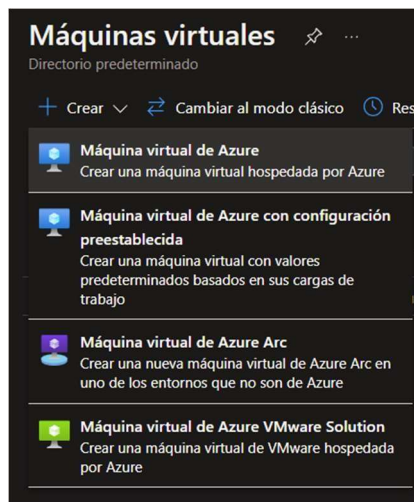 Máquinas virtuales
Directorio predeterminado
Crear Cambiar al modo clásico Res
Máquina virtual de Azure
Crear una máquina virtual hospedada por Azure
Máquina virtual de Azure con configuración
preestablecida
Crear una máquina virtual con valores
predeterminados basados en sus cargas de
trabajo
Máquina virtual de Azure Arc
Crear una nueva máquina virtual de Azure Arc en
uno de los entornos que no son de Azure
Máquina virtual de Azure VMware Solution
Crear una máquina virtual de VMware hospedada
por Azure